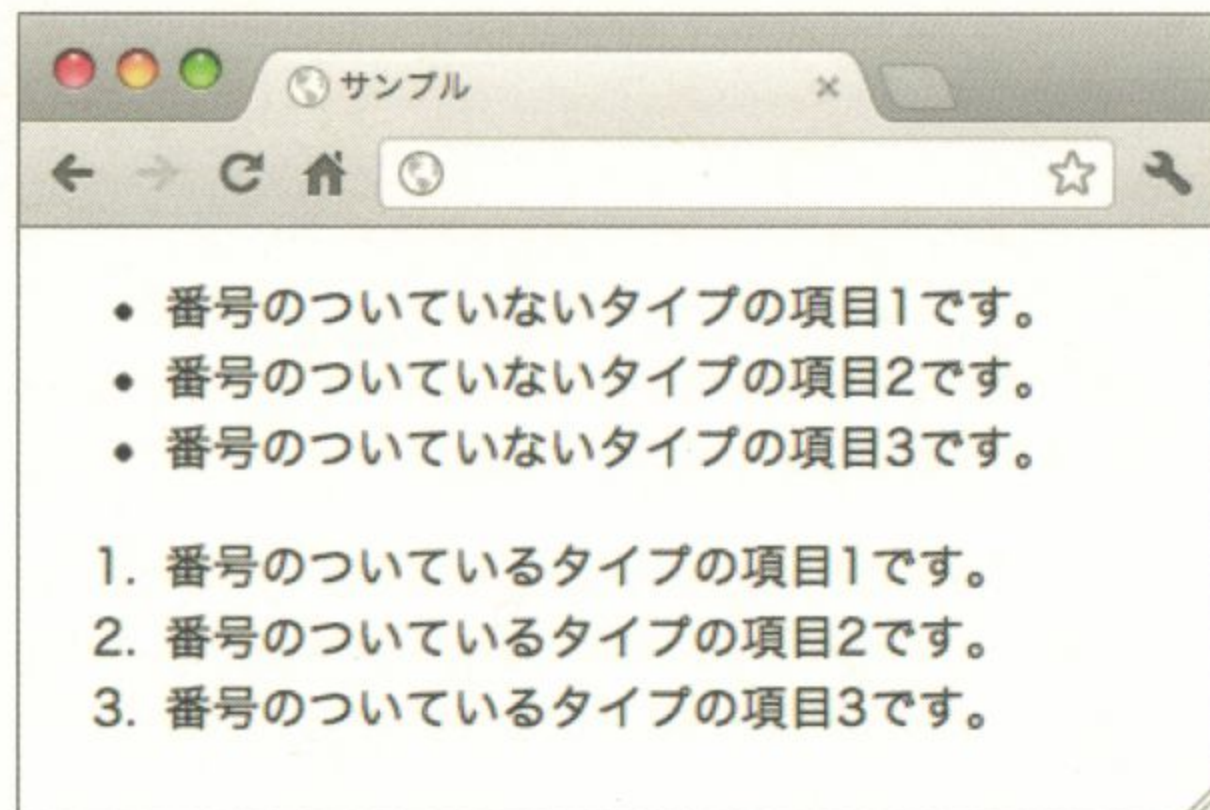 サンプル
• 番号のついていないタイプの項目1です。
• 番号のついていないタイプの項目2です。
• 番号のついていないタイプの項目3です。
1. 番号のついているタイプの項目1です。
2. 番号のついているタイプの項目2です。
3. 番号のついているタイプの項目3です。